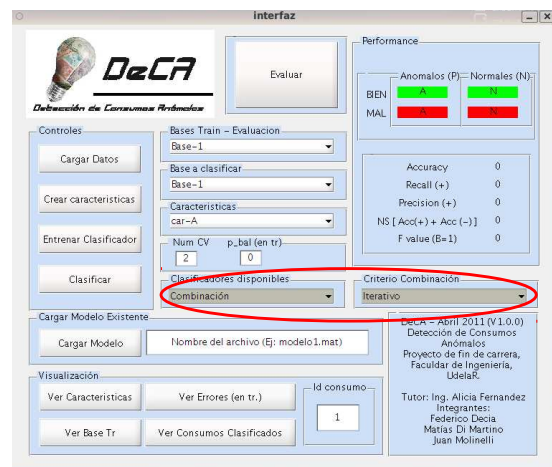 interfaz
DeCA
Detección de Consumos Anómalos
Evaluar
Performance
Anomalos (P)
Normales (N)
BIEN
A
N
MAL
A
N
Controles
Cargar Datos
Crear caracteristicas
Entrenar Clasificador
Clasificar
Bases Train - Evaluacion
Base-1
Base a clasificar
Base-1
Caracteristicas
car-A
Num CV
p_bal (en tr)
2
0
Accuracy 0
Recall (+) 0
Precision (+) 0
NS [ Acc(+) + Acc (-)] 0
F value (B=1) 0
Clasificadores disponibles
Combinación
Criterio Combinación
Iterativo
Cargar Modelo Existente
Cargar Modelo
Nombre del archivo (Ej: modelo1.mat)
Visualización
Ver Caracteristicas
Ver Errores (en tr.)
Ver Base Tr
Ver Consumos Clasificados
Id consumo
1
DeCA - Abril 2011 (V1.0.0)
Detección de Consumos
Anómalos
Proyecto de fin de carrera,
Faculdar de Ingeniería,
UdelaR.
Tutor: Ing. Alicia Fernandez
Integrantes:
Federico Decia
Matías Di Martino
Juan Molinelli